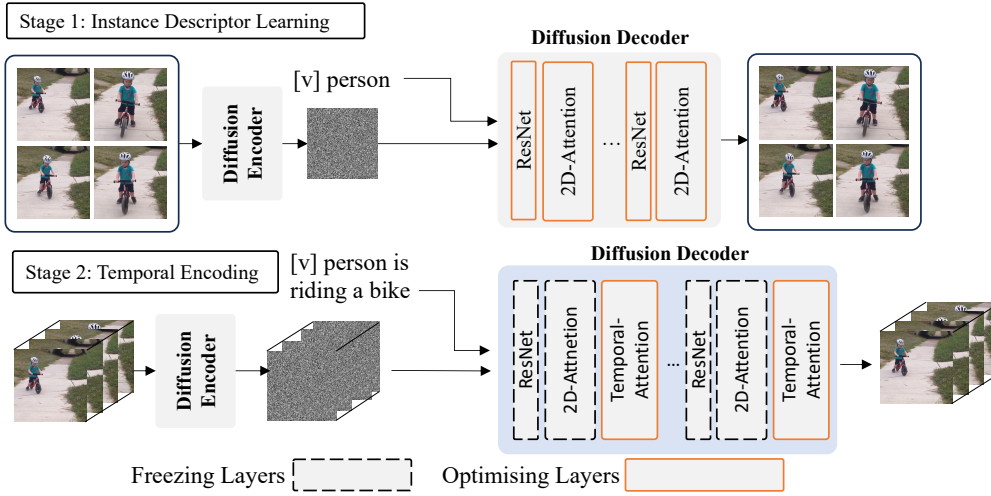 Stage 1: Instance Descriptor Learning
Diffusion Decoder
[v] person
Diffusion
Encoder
ResNet
2D-Attention
...
ResNet
2D-Attention
Stage 2: Temporal Encoding
Diffusion Decoder
[v] person is
riding a bike
Diffusion
Encoder
ResNet
2D-Attnetion
Temporal-
Attention
...
ResNet
2D-Attention
Temporal-
Attention
Freezing Layers
Optimising Layers